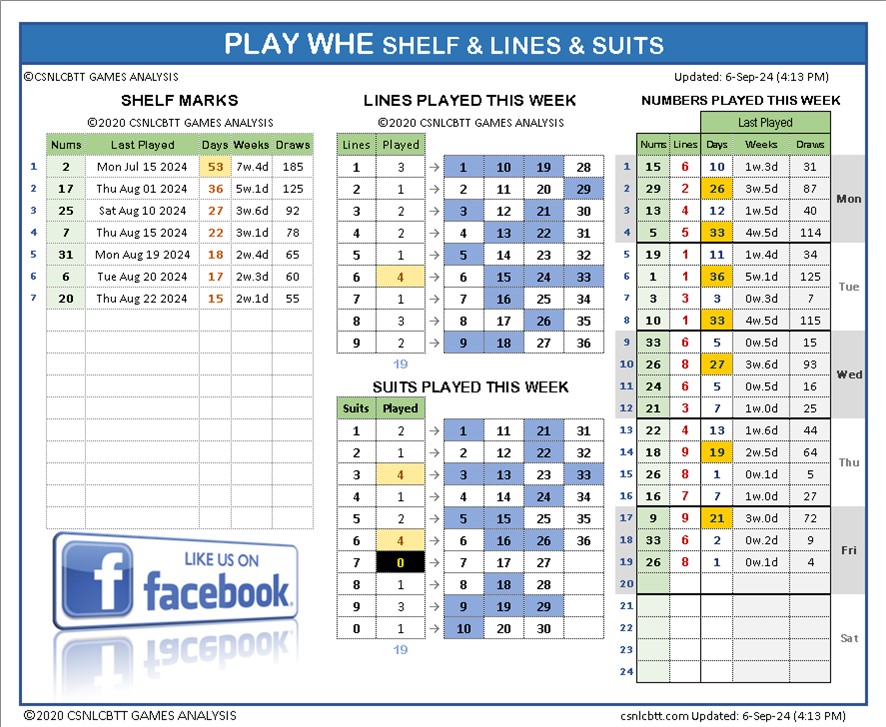 PLAY WHE SHELF & LINES & SUITS
©CSNLCBTT GAMES ANALYSIS
Updated: 6-Sep-24 (4:13 PM)
SHELF MARKS
©2020 CSNLCBTT GAMES ANALYSIS
Nums Last Played Days Weeks Draws
1 2 Mon Jul 15 2024 53 7w.4d 185
2 17 Thu Aug 01 2024 36 5w.1d 125
3 25 Sat Aug 10 2024 27 3w.6d 92
4 7 Thu Aug 15 2024 22 3w.1d 78
5 31 Mon Aug 19 2024 18 2w.4d 65
6 6 Tue Aug 20 2024 17 2w.3d 60
7 20 Thu Aug 22 2024 15 2w.1d 55
LIKE US ON
facebook
LINES PLAYED THIS WEEK
©2020 CSNLCBTT GAMES ANALYSIS
Lines Played
1 3 → 1 10 19 28
2 1 → 2 11 20 29
3 2 → 3 12 21 30
4 2 → 4 13 22 31
5 1 → 5 14 23 32
6 4 → 6 15 24 33
7 1 → 7 16 25 34
8 3 → 8 17 26 35
9 2 → 9 18 27 36
19
SUITS PLAYED THIS WEEK
Suits Played
1 2 → 1 11 21 31
2 1 → 2 12 22 32
3 4 → 3 13 23 33
4 1 → 4 14 24 34
5 2 → 5 15 25 35
6 4 → 6 16 26 36
7 0 → 7 17 27
8 1 → 8 18 28
9 3 → 9 19 29
0 1 → 10 20 30
19
NUMBERS PLAYED THIS WEEK
Last Played
Nums Lines Days Weeks Draws
1 15 6 10 1w.3d 31
2 29 2 26 3w.5d 87
Mon
3 13 4 12 1w.5d 40
4 5 5 33 4w.5d 114
5 19 1 11 1w.4d 34
6 1 1 36 5w.1d 125
Tue
7 3 3 3 0w.3d 7
8 10 1 33 4w.5d 115
9 33 6 5 0w.5d 15
10 26 8 27 3w.6d 93
Wed
11 24 6 5 0w.5d 16
12 21 3 7 1w.0d 25
13 22 4 13 1w.6d 44
14 18 9 19 2w.5d 64
Thu
15 26 8 1 0w.1d 5
16 16 7 7 1w.0d 27
17 9 9 21 3w.0d 72
18 33 6 2 0w.2d 9
Fri
19 26 8 1 0w.1d 4
20
21
22
Sat
23
24
©2020 CSNLCBTT GAMES ANALYSIS
csnlcbtt.com Updated: 6-Sep-24 (4:13 PM)